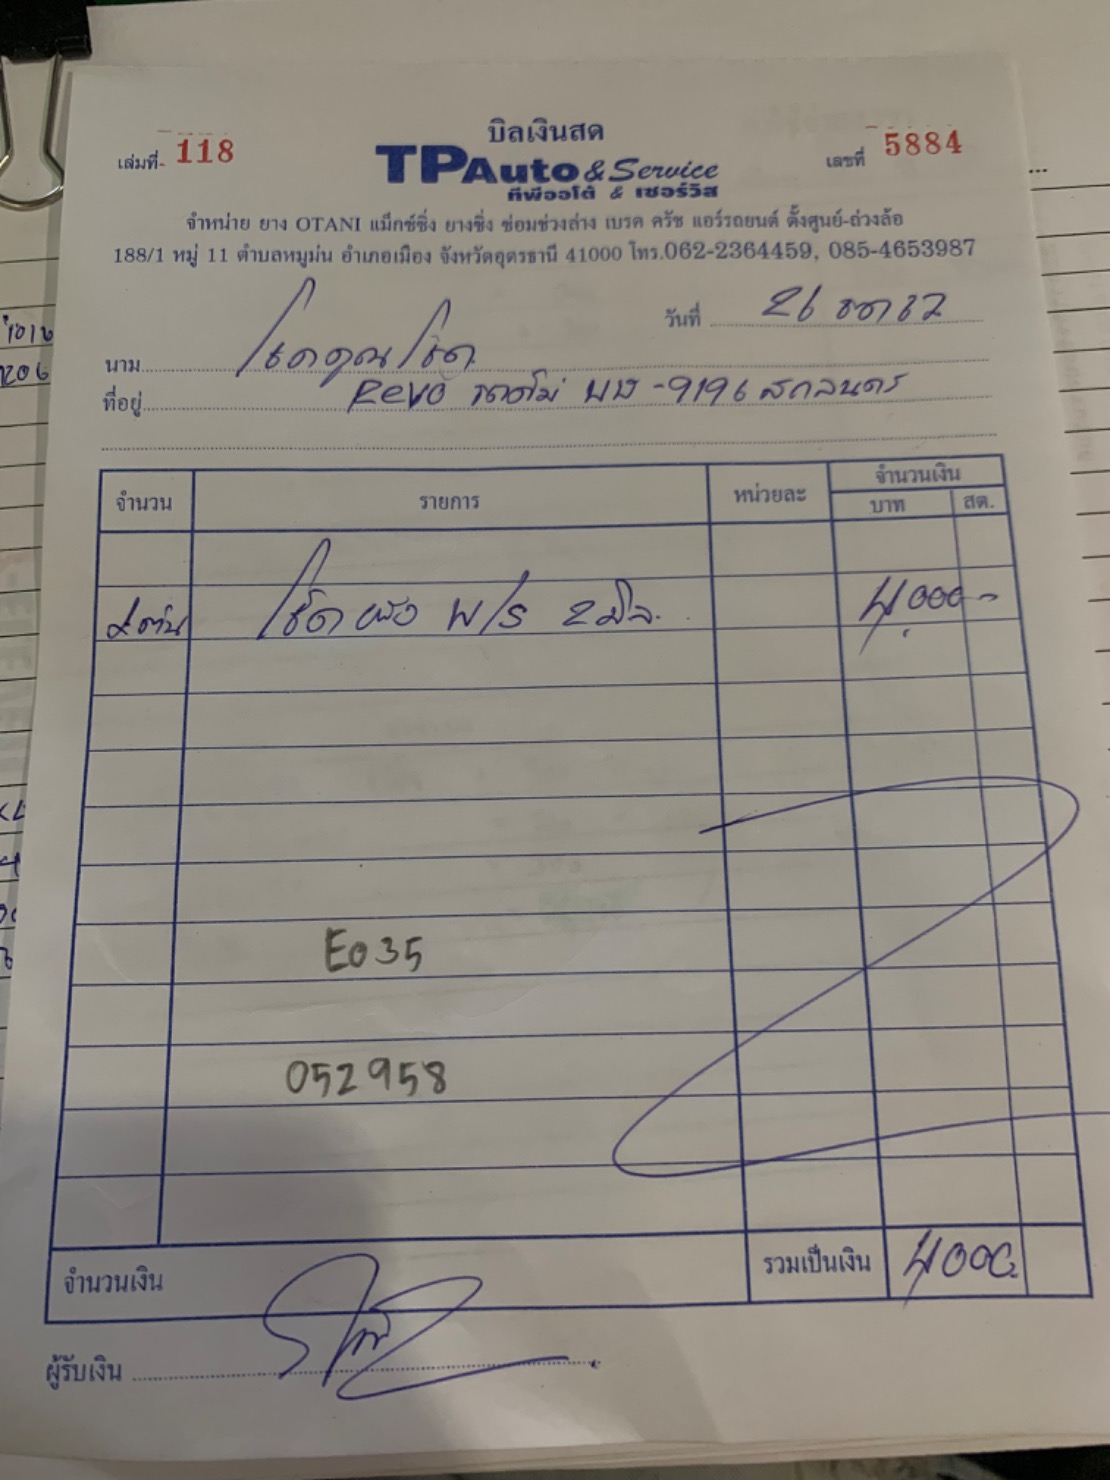 บิลเงินสด
เล่มที่ 118
TP Auto & Service
เลขที่ 5884
ทีพีออโต้ & เซอร์วิส
จำหน่าย ยาง OTANI แม็กซ์ซิ่ง ยางซิ่ง ซ่อมช่วงล่าง เบรค ครัช แอร์รถยนต์ ตั้งศูนย์-ถ่วงล้อ
188/1 หมู่ 11 ตำบลหมูม่น อำเภอเมือง จังหวัดอุดรธานี 41000 โทร.062-2364459, 085-4653987
วันที่ 26
นาม
ที่อยู่ Revo -9196 สกลนคร
จำนวน รายการ หน่วยละ จำนวนเงิน
บาท สต.
4,000 -
E035
052958
จำนวนเงิน รวมเป็นเงิน 4000
ผู้รับเงิน